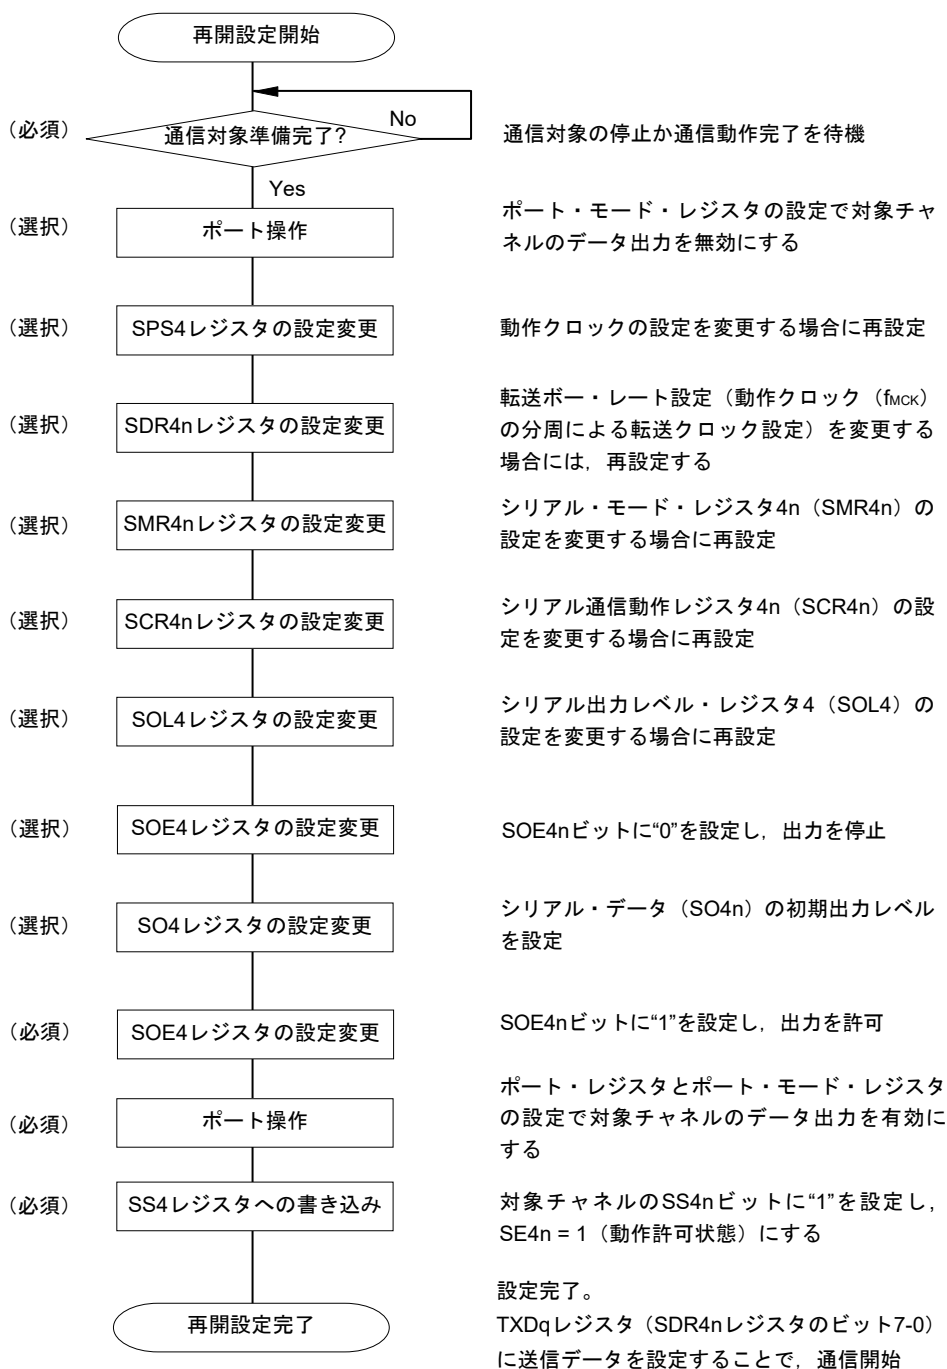 再開設定開始
No
（必須）
通信対象準備完了?
通信対象の停止か通信動作完了を待機
Yes
（選択）
ポート操作
ポート・モード・レジスタの設定で対象チャ
ネルのデータ出力を無効にする
（選択）
SPS4レジスタの設定変更
動作クロックの設定を変更する場合に再設定
（選択）
SDR4nレジスタの設定変更
転送ボー・レート設定（動作クロック（fMCK）
の分周による転送クロック設定）を変更する
場合には，再設定する
（選択）
SMR4nレジスタの設定変更
シリアル・モード・レジスタ4n（SMR4n）の
設定を変更する場合に再設定
（選択）
SCR4nレジスタの設定変更
シリアル通信動作レジスタ4n（SCR4n）の設
定を変更する場合に再設定
（選択）
SOL4レジスタの設定変更
シリアル出力レベル・レジスタ4（SOL4）の
設定を変更する場合に再設定
（選択）
SOE4レジスタの設定変更
SOE4nビットに“0”を設定し，出力を停止
（選択）
SO4レジスタの設定変更
シリアル・データ（SO4n）の初期出力レベル
を設定
（必須）
SOE4レジスタの設定変更
SOE4nビットに“1”を設定し，出力を許可
（必須）
ポート操作
ポート・レジスタとポート・モード・レジスタ
の設定で対象チャネルのデータ出力を有効に
する
（必須）
SS4レジスタへの書き込み
対象チャネルのSS4nビットに“1”を設定し，
SE4n = 1（動作許可状態）にする
再開設定完了
設定完了。
TXDqレジスタ（SDR4nレジスタのビット7-0）
に送信データを設定することで，通信開始